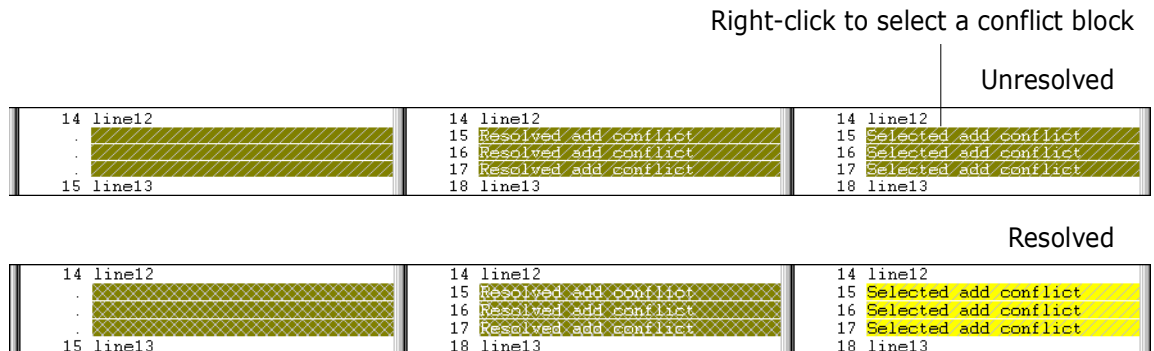 Right-click to select a conflict block
Unresolved
14 line12 14 line12 14 line12
. 15 Resolved add conflict 15 Selected add conflict
. 16 Resolved add conflict 16 Selected add conflict
. 17 Resolved add conflict 17 Selected add conflict
15 line13 18 line13 18 line13
Resolved
14 line12 14 line12 14 line12
. 15 Resolved add conflict 15 Selected add conflict
. 16 Resolved add conflict 16 Selected add conflict
. 17 Resolved add conflict 17 Selected add conflict
15 line13 18 line13 18 line13